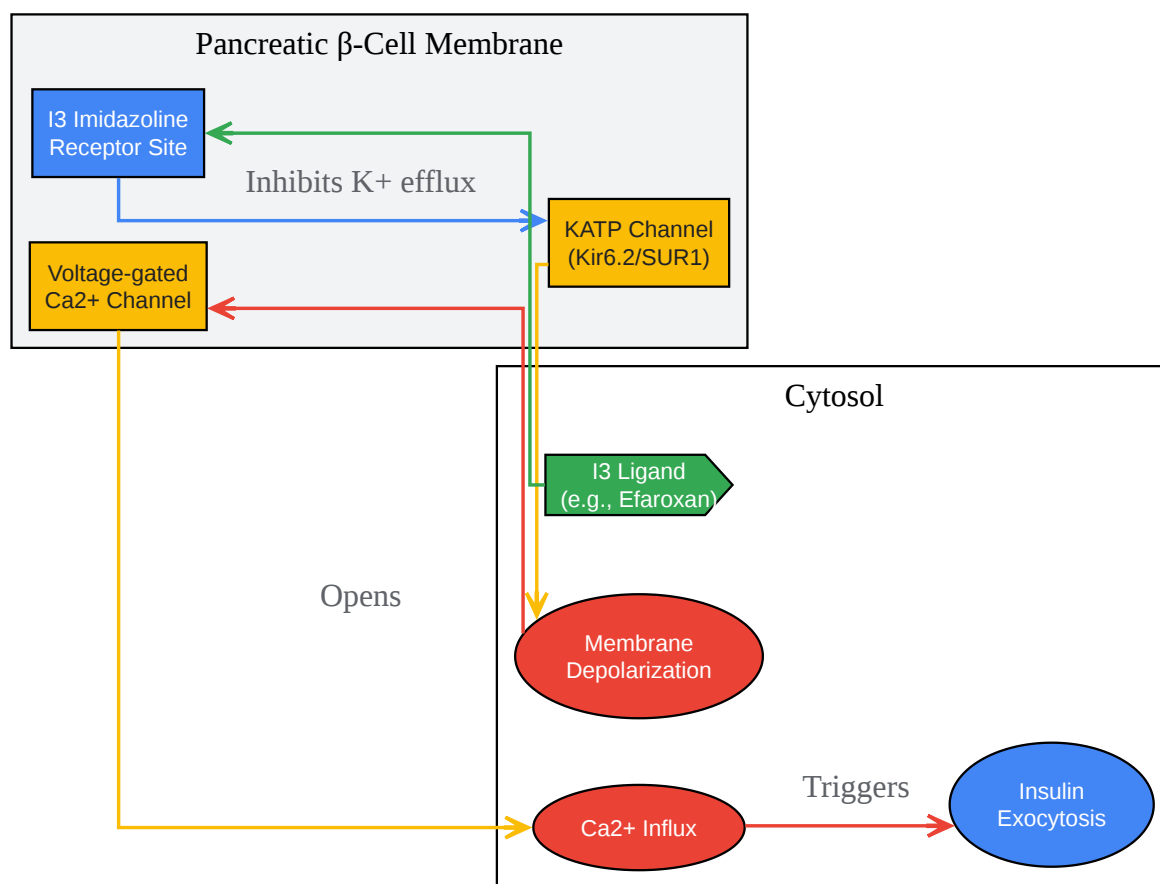 Pancreatic β-Cell Membrane
I3 Imidazoline
Receptor Site
Inhibits K+ efflux
KATP Channel
(Kir6.2/SUR1)
Voltage-gated
Ca2+ Channel
Cytosol
I3 Ligand
(e.g., Efaroxan)
Opens
Membrane
Depolarization
Triggers
Insulin
Exocytosis
Ca2+ Influx